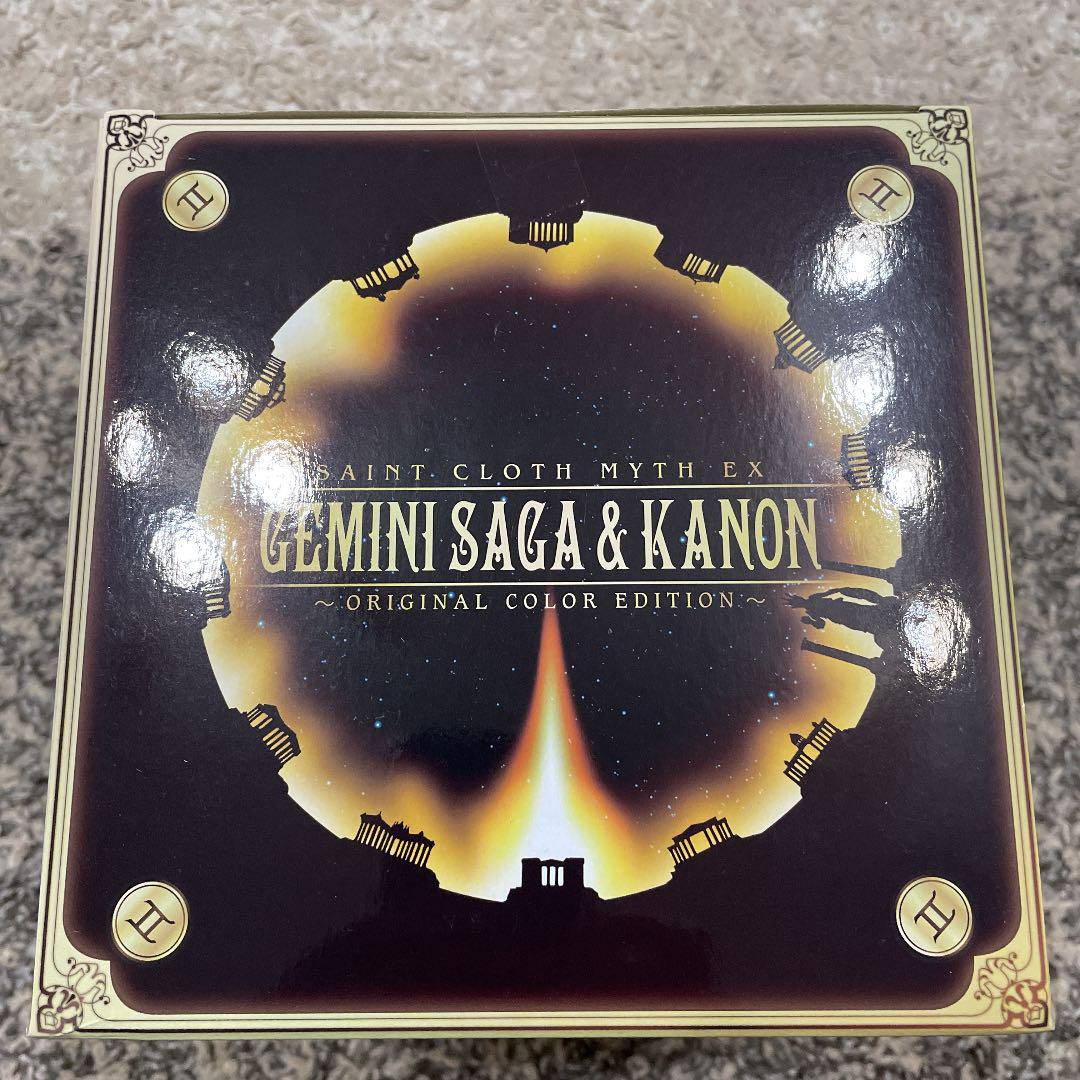 SAINT CLOTH MYTH EX
GEMINI SAGA & KANON
～ORIGINAL COLOR EDITION～